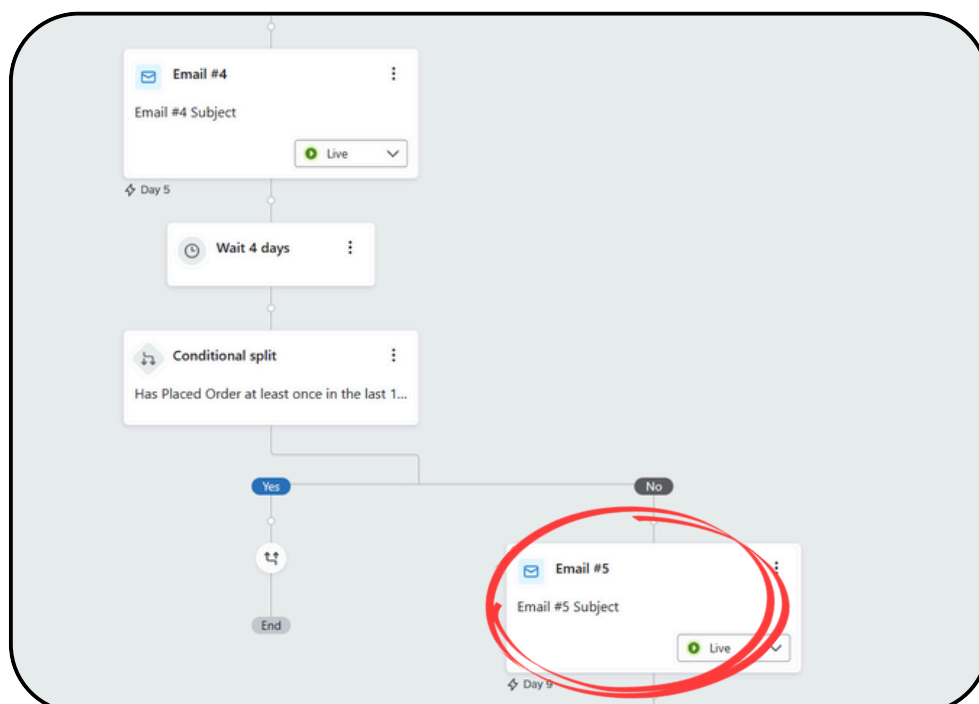 Email #4
Email #4 Subject
Live
Day 5
Wait 4 days
Conditional split
Has Placed Order at least once in the last 1...
Yes
No
Email #5
Email #5 Subject
End
Live
Day 9